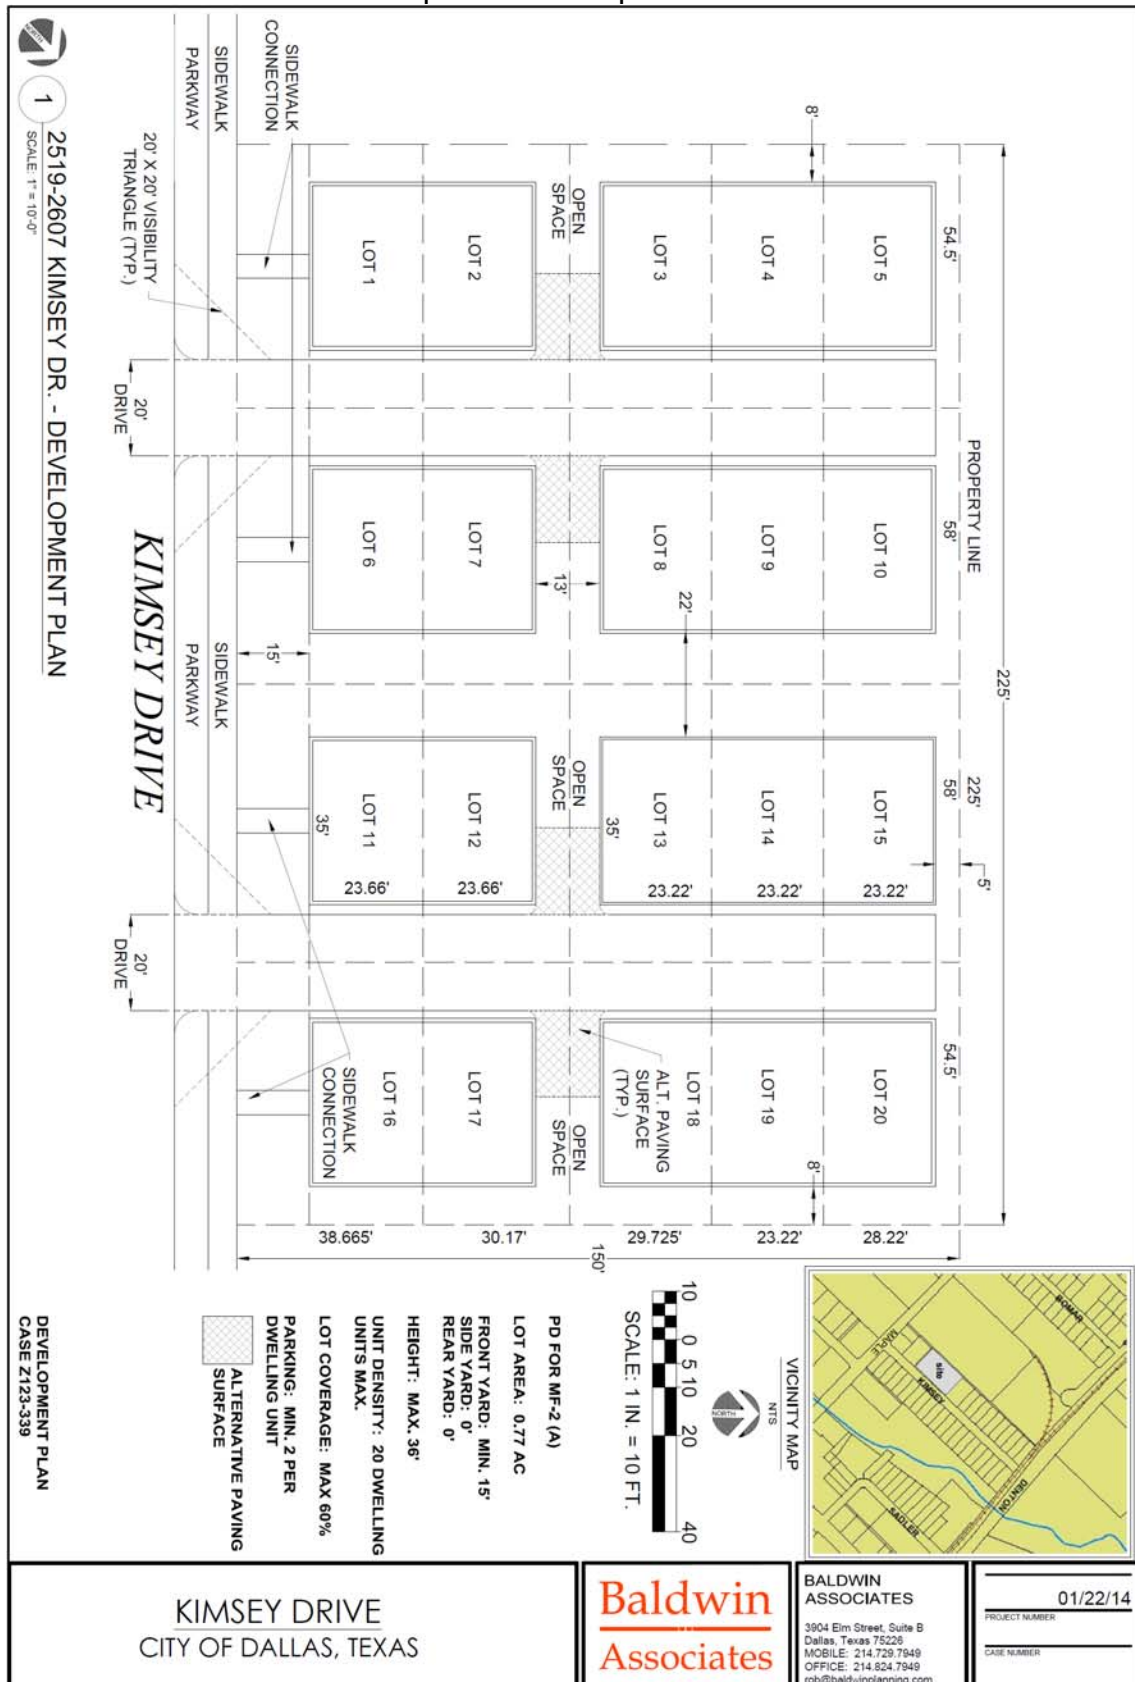 NORTH
1
2519-2607 KIMSEY DR. - DEVELOPMENT PLAN
SCALE: 1" = 10'-0"
225'
PROPERTY LINE
54.5'
58'
225'
58'
54.5'
5'
8'
8'
LOT 5
LOT 10
LOT 15
LOT 20
LOT 4
LOT 9
LOT 14
LOT 19
LOT 3
LOT 8
LOT 13
LOT 18
23.22'
23.22'
23.22'
22'
35'
ALT. PAVING
SURFACE
(TYP.)
OPEN
SPACE
13'
OPEN
SPACE
OPEN
SPACE
LOT 2
LOT 7
LOT 12
LOT 17
LOT 1
LOT 6
LOT 11
LOT 16
23.66'
23.66'
35'
28.22'
23.22'
29.725'
30.17'
38.665'
150'
SIDEWALK
CONNECTION
SIDEWALK
CONNECTION
15'
SIDEWALK
PARKWAY
SIDEWALK
PARKWAY
20' X 20' VISIBILITY
TRIANGLE (TYP.)
20'
DRIVE
20'
DRIVE
KIMSEY DRIVE
BOMAR
MAPLE
site
KIMSEY
DENTON
SADLER
VICINITY MAP
NTS
NORTH
10 0 5 10 20 40
SCALE: 1 IN. = 10 FT.
PD FOR MF-2 (A)
LOT AREA: 0.77 AC
FRONT YARD: MIN. 15'
SIDE YARD: 0'
REAR YARD: 0'
HEIGHT: MAX. 36'
UNIT DENSITY: 20 DWELLING
UNITS MAX.
LOT COVERAGE: MAX 60%
PARKING: MIN. 2 PER
DWELLING UNIT
ALTERNATIVE PAVING
SURFACE
DEVELOPMENT PLAN
CASE Z123-339
KIMSEY DRIVE
CITY OF DALLAS, TEXAS
Baldwin
Associates
BALDWIN
ASSOCIATES
3904 Elm Street, Suite B
Dallas, Texas 75226
MOBILE: 214.729.7949
OFFICE: 214.824.7949
rob@baldwinplanning.com
01/22/14
PROJECT NUMBER
CASE NUMBER